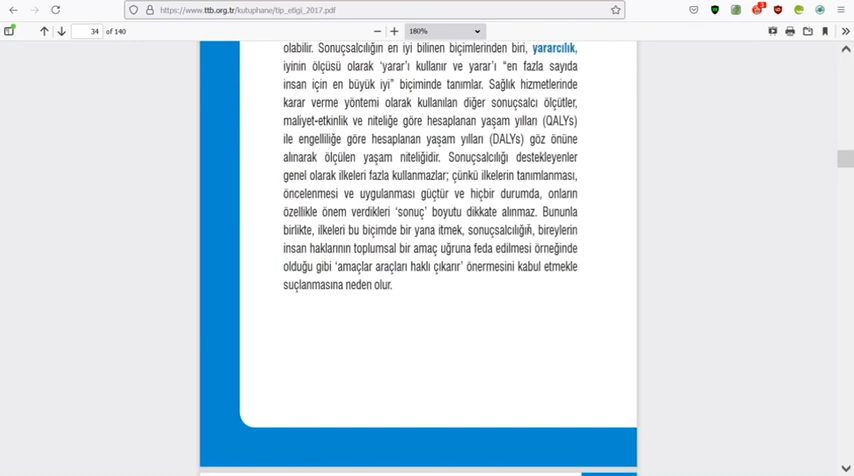 https://www.ttb.org.tr/kutuphane/tip_etigi_2017.pdf
3
34 of 140
180%
olabilir. Sonuçsalcılığın en iyi bilinen biçimlerinden biri, yararcılık,
iyinin ölçüsü olarak ‘yarar’ı kullanır ve yarar’ı “en fazla sayıda
insan için en büyük iyi” biçiminde tanımlar. Sağlık hizmetlerinde
karar verme yöntemi olarak kullanılan diğer sonuçsalcı ölçütler,
maliyet-etkinlik ve niteliğe göre hesaplanan yaşam yılları (QALYs)
ile engelliliğe göre hesaplanan yaşam yılları (DALYs) göz önüne
alınarak ölçülen yaşam niteliğidir. Sonuçsalcılığı destekleyenler
genel olarak ilkeleri fazla kullanmazlar; çünkü ilkelerin tanımlanması,
öncelenmesi ve uygulanması güçtür ve hiçbir durumda, onların
özellikle önem verdikleri ‘sonuç’ boyutu dikkate alınmaz. Bununla
birlikte, ilkeleri bu biçimde bir yana itmek, sonuçsalcılığın, bireylerin
insan haklarının toplumsal bir amaç uğruna feda edilmesi örneğinde
olduğu gibi ‘amaçlar araçları haklı çıkarır’ önermesini kabul etmekle
suçlanmasına neden olur.